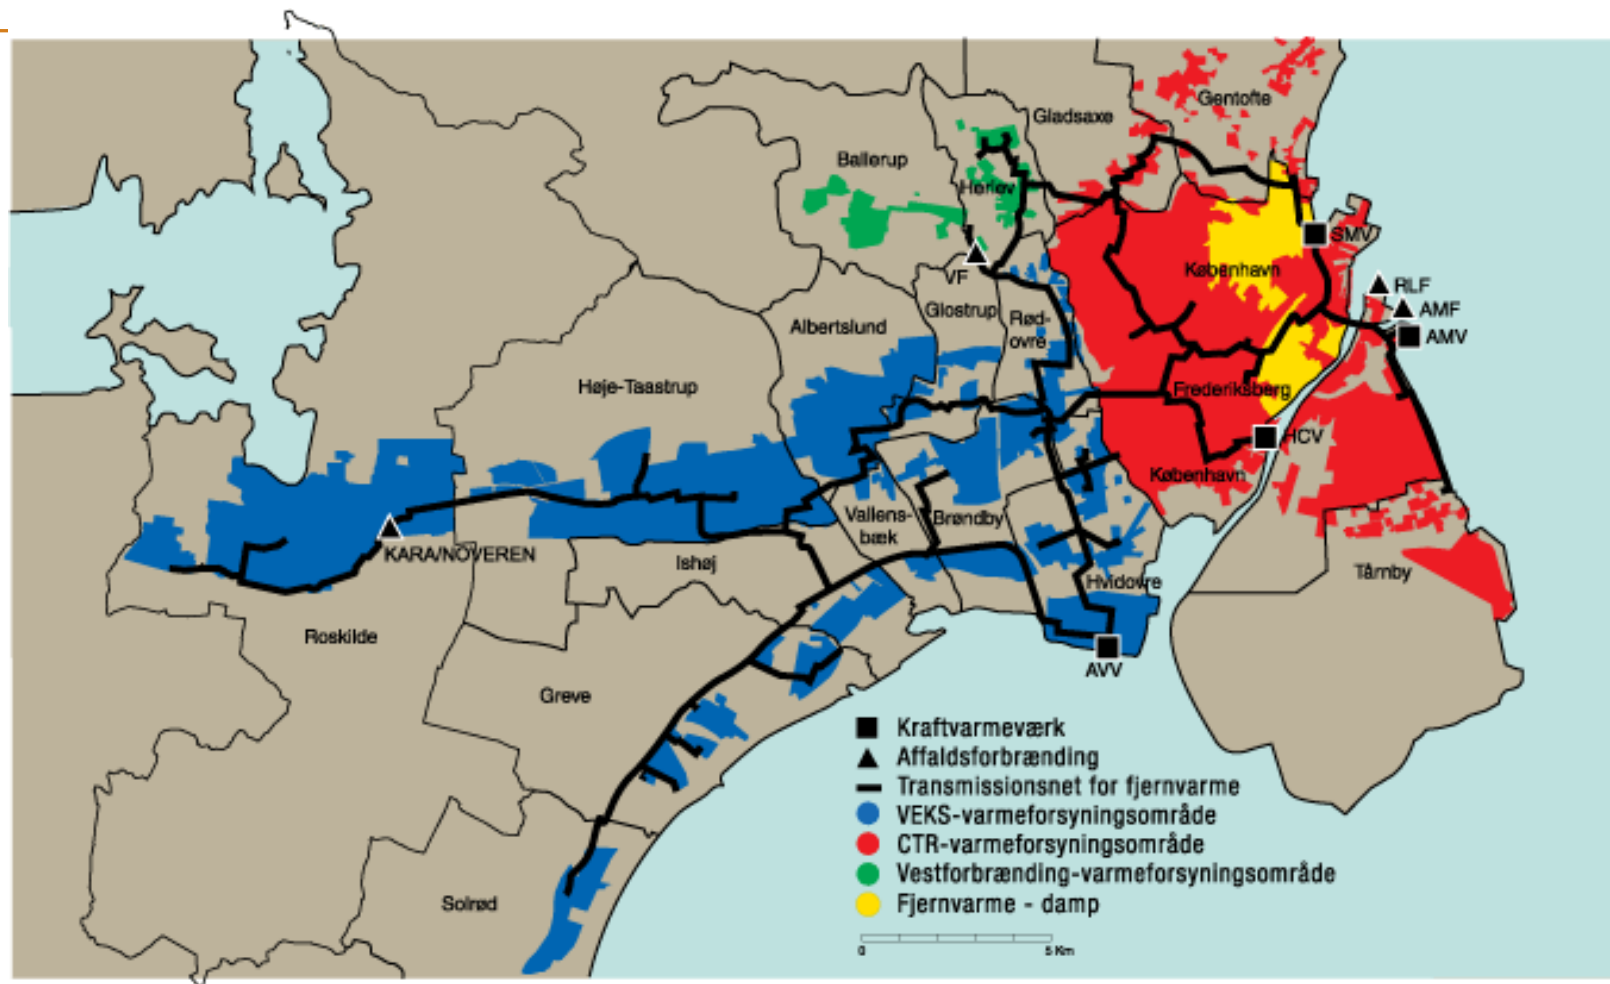 Gentofte
Gladsaxe
Ballerup
Herlev
SMV
København
VF
RLF
Glostrup
AMF
Rød-
ovre
Albertslund
AMV
Høje-Taastrup
Frederiksberg
HCV
København
Vallens-
bæk
Brøndby
KARA/NOVEREN
Ishøj
Tårnby
Hvidovre
Roskilde
AVV
Greve
Kraftvarmeværk
Affaldsforbrænding
Transmissionsnet for fjernvarme
VEKS-varmeforsyningsområde
CTR-varmeforsyningsområde
Vestforbrænding-varmeforsyningsområde
Solrød
Fjernvarme - damp
0 5 Km